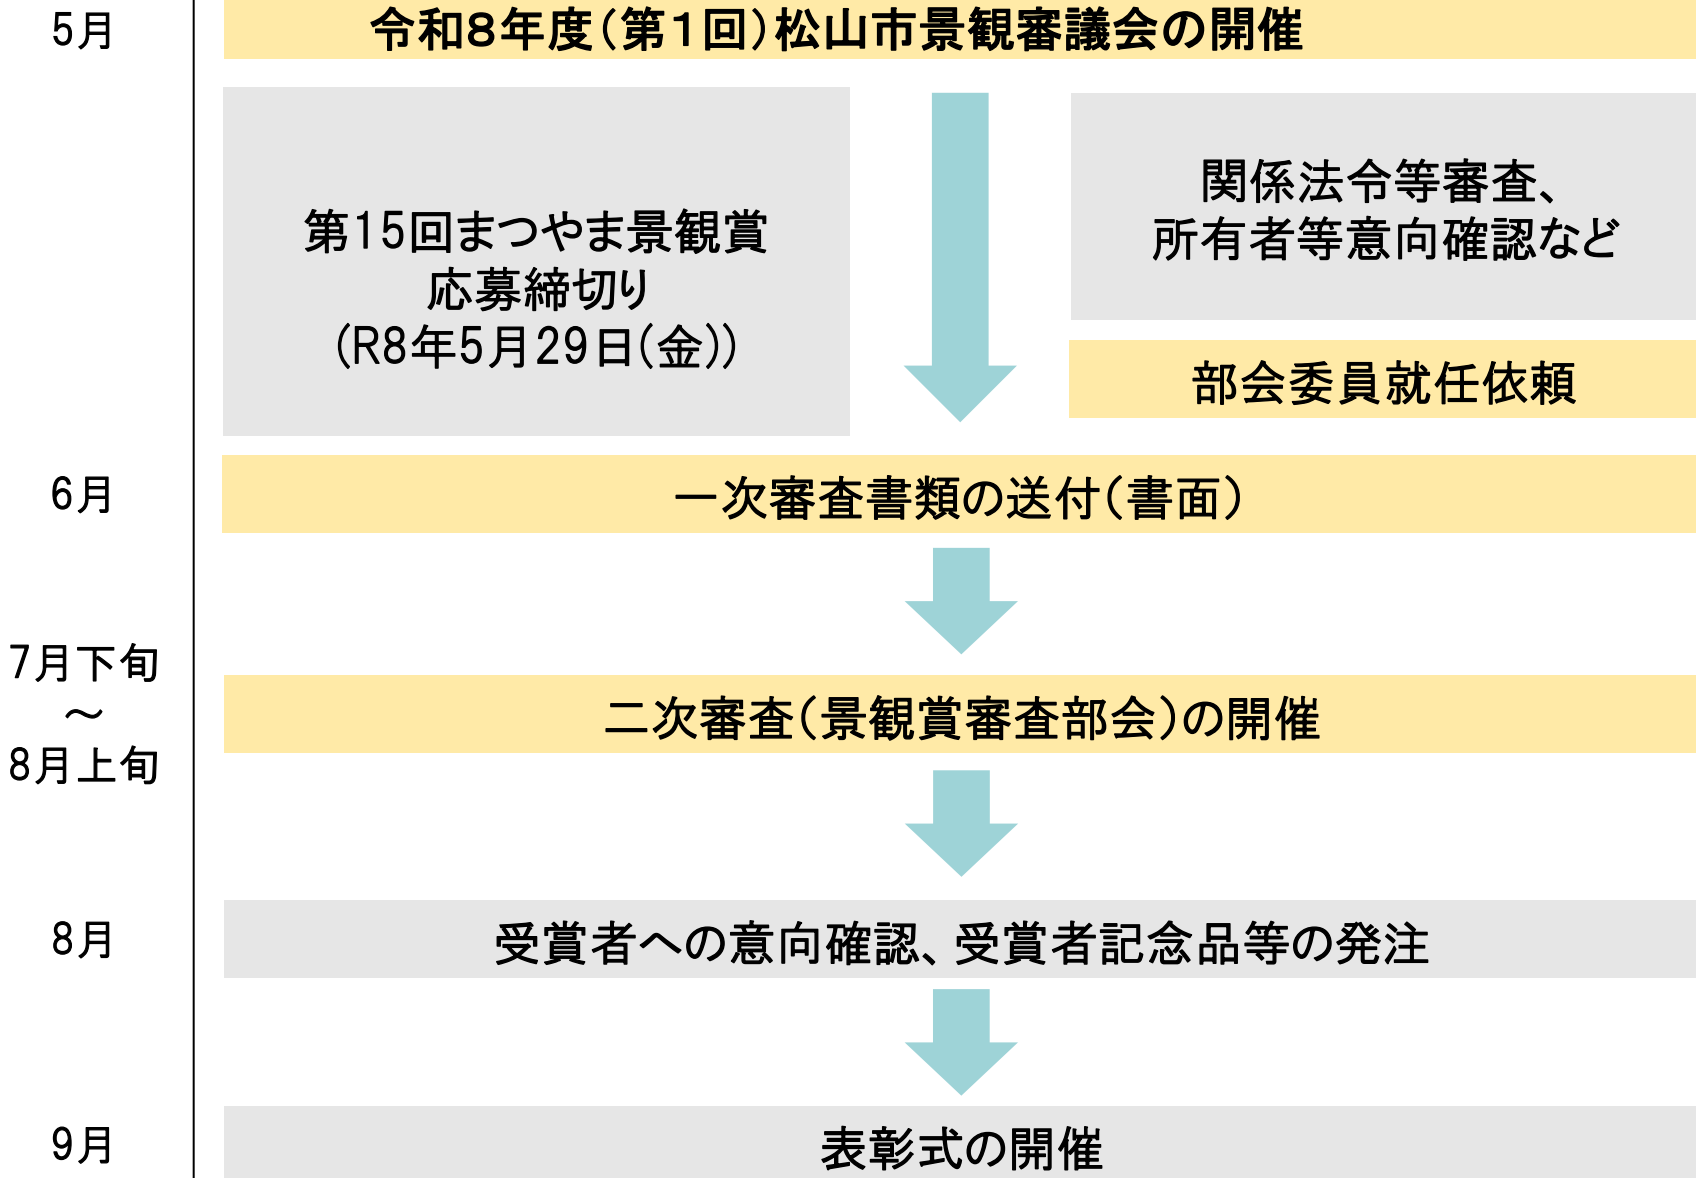 5月
令和8年度(第1回)松山市景観審議会の開催
第15回まつやま景観賞
応募締切り
(R8年5月29日(金))
関係法令等審査、
所有者等意向確認など
部会委員就任依頼
6月
一次審査書類の送付(書面)
7月下旬
～
8月上旬
二次審査(景観賞審査部会)の開催
8月
受賞者への意向確認、受賞者記念品等の発注
9月
表彰式の開催